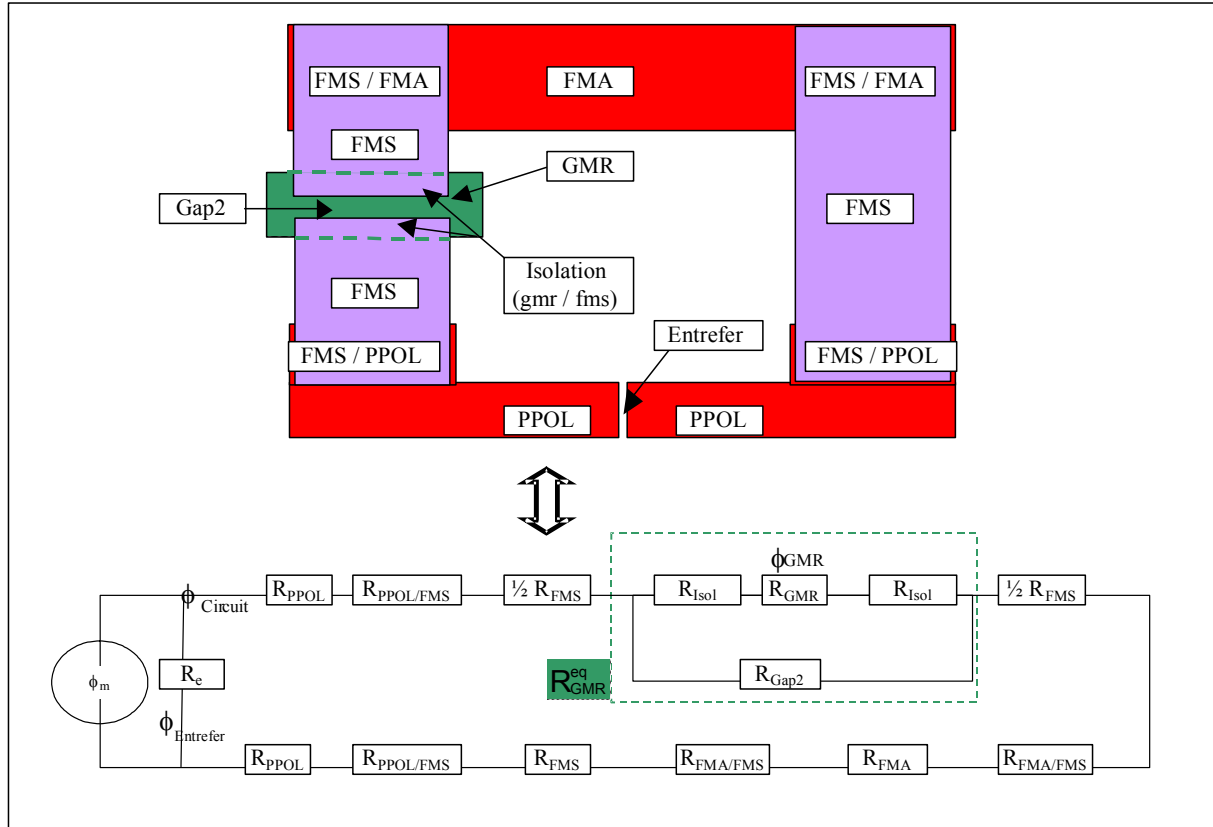 FMS / FMA
FMA
FMS / FMA
FMS
GMR
Gap2
FMS
Isolation
(gmr / fms)
FMS
Entrefer
FMS / PPOL
FMS / PPOL
PPOL
PPOL
ϕGMR
ϕCircuit
RPPOL
RPPOL/FMS
½ RFMS
RIsol
RGMR
RIsol
½ RFMS
ϕm
Re
ReqGMR
RGap2
ϕEntrefer
RPPOL
RPPOL/FMS
RFMS
RFMA/FMS
RFMA
RFMA/FMS